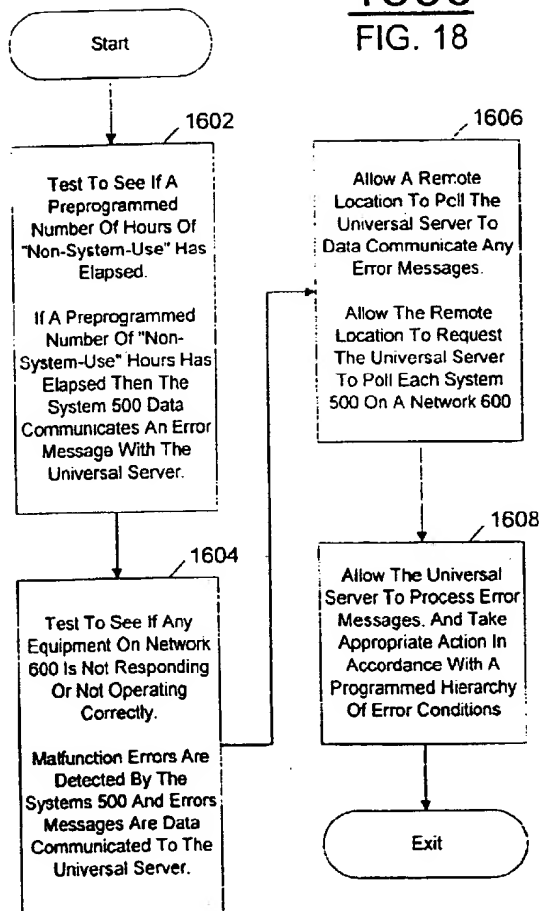 1600
FIG. 18
Start
1602
Test To See If A
Preprogrammed
Number Of Hours Of
"Non-System-Use" Has
Elapsed.
If A Preprogrammed
Number Of "Non-
System-Use" Hours Has
Elapsed Then The
System 500 Data
Communicates An Error
Message With The
Universal Server.
1604
Test To See If Any
Equipment On Network
600 Is Not Responding
Or Not Operating
Correctly.
Malfunction Errors Are
Detected By The
Systems 500 And Errors
Messages Are Data
Communicated To The
Universal Server.
1606
Allow A Remote
Location To Poll The
Universal Server To
Data Communicate Any
Error Messages.
Allow The Remote
Location To Request
The Universal Server
To Poll Each System
500 On A Network 600
1608
Allow The Universal
Server To Process Error
Messages. And Take
Appropriate Action In
Accordance With A
Programmed Hierarchy
Of Error Conditions
Exit